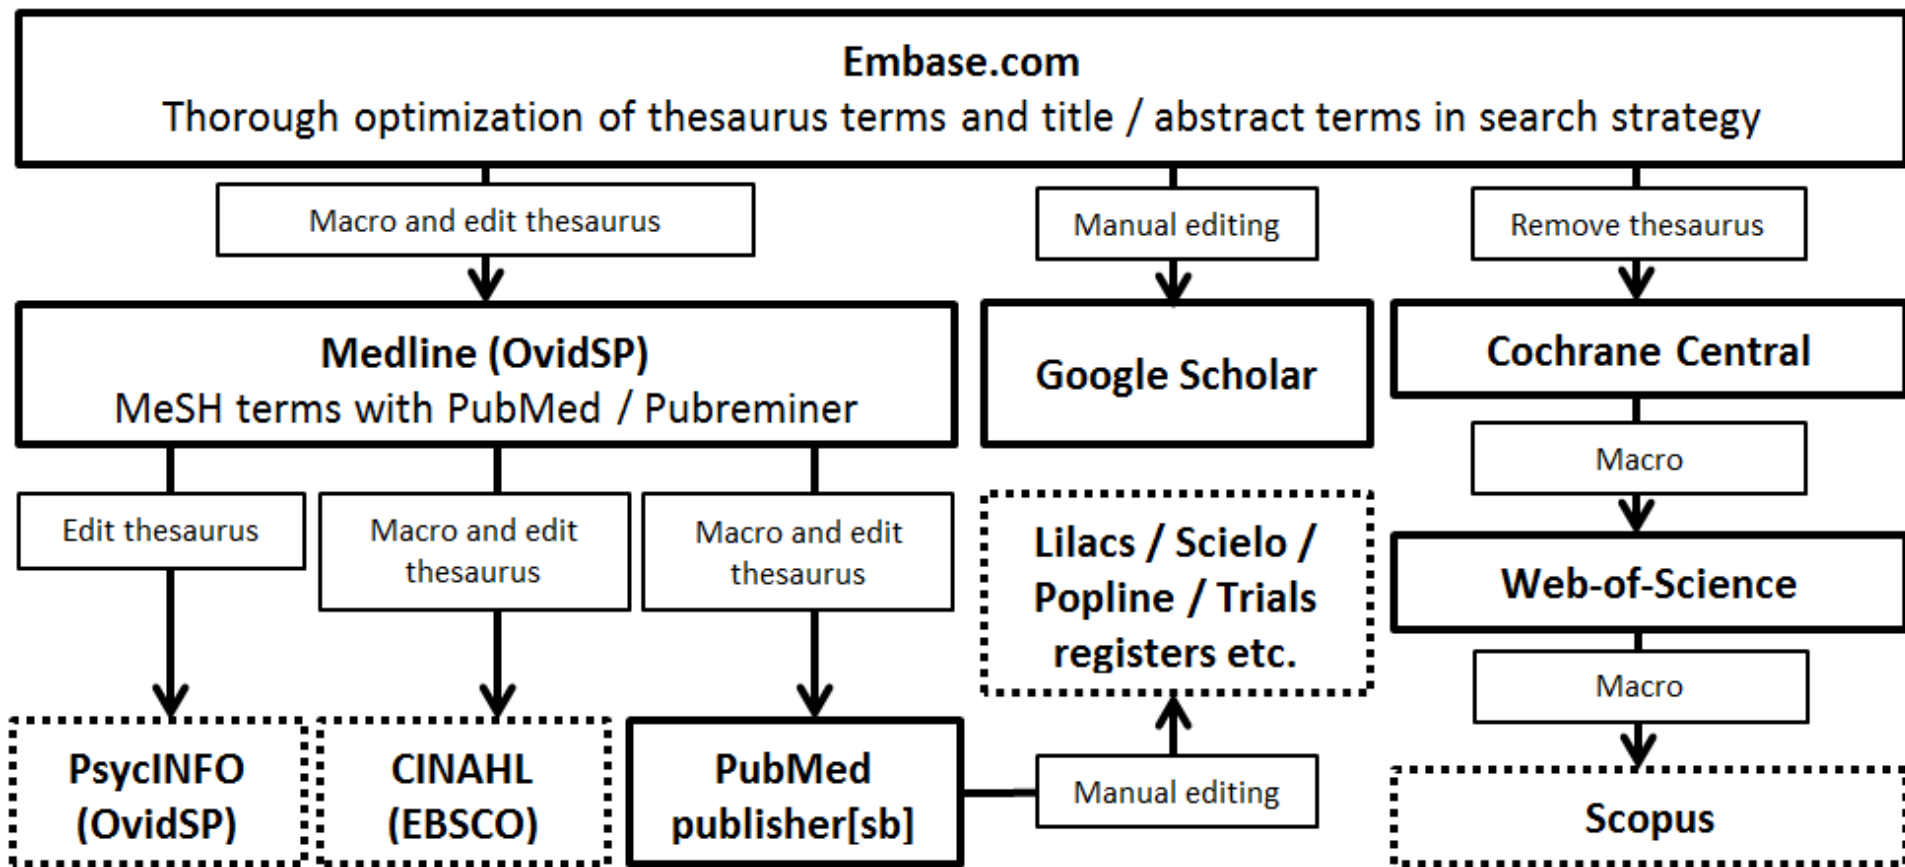 Embase.com
Thorough optimization of thesaurus terms and title / abstract terms in search strategy
Macro and edit thesaurus
Manual editing
Remove thesaurus
Medline (OvidSP)
MeSH terms with PubMed / Pubreminer
Google Scholar
Cochrane Central
Macro
Edit thesaurus
Macro and edit
thesaurus
Macro and edit
thesaurus
Lilacs / Scielo /
Popline / Trials
registers etc.
Web-of-Science
Macro
PsycINFO
(OvidSP)
CINAHL
(EBSCO)
PubMed
publisher[sb]
Manual editing
Scopus